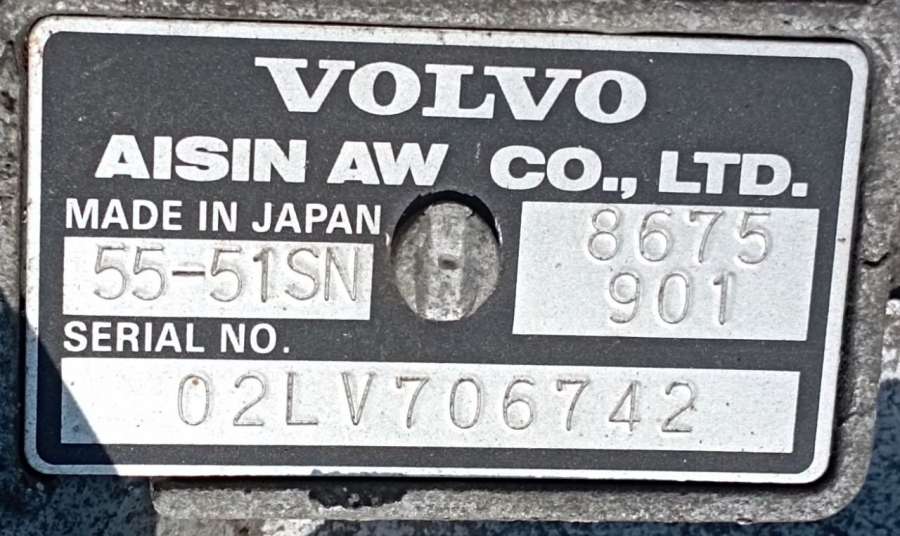 VOLVO
AISIN AW CO., LTD.
MADE IN JAPAN
55-51SN
8675
901
SERIAL NO.
02LV706742